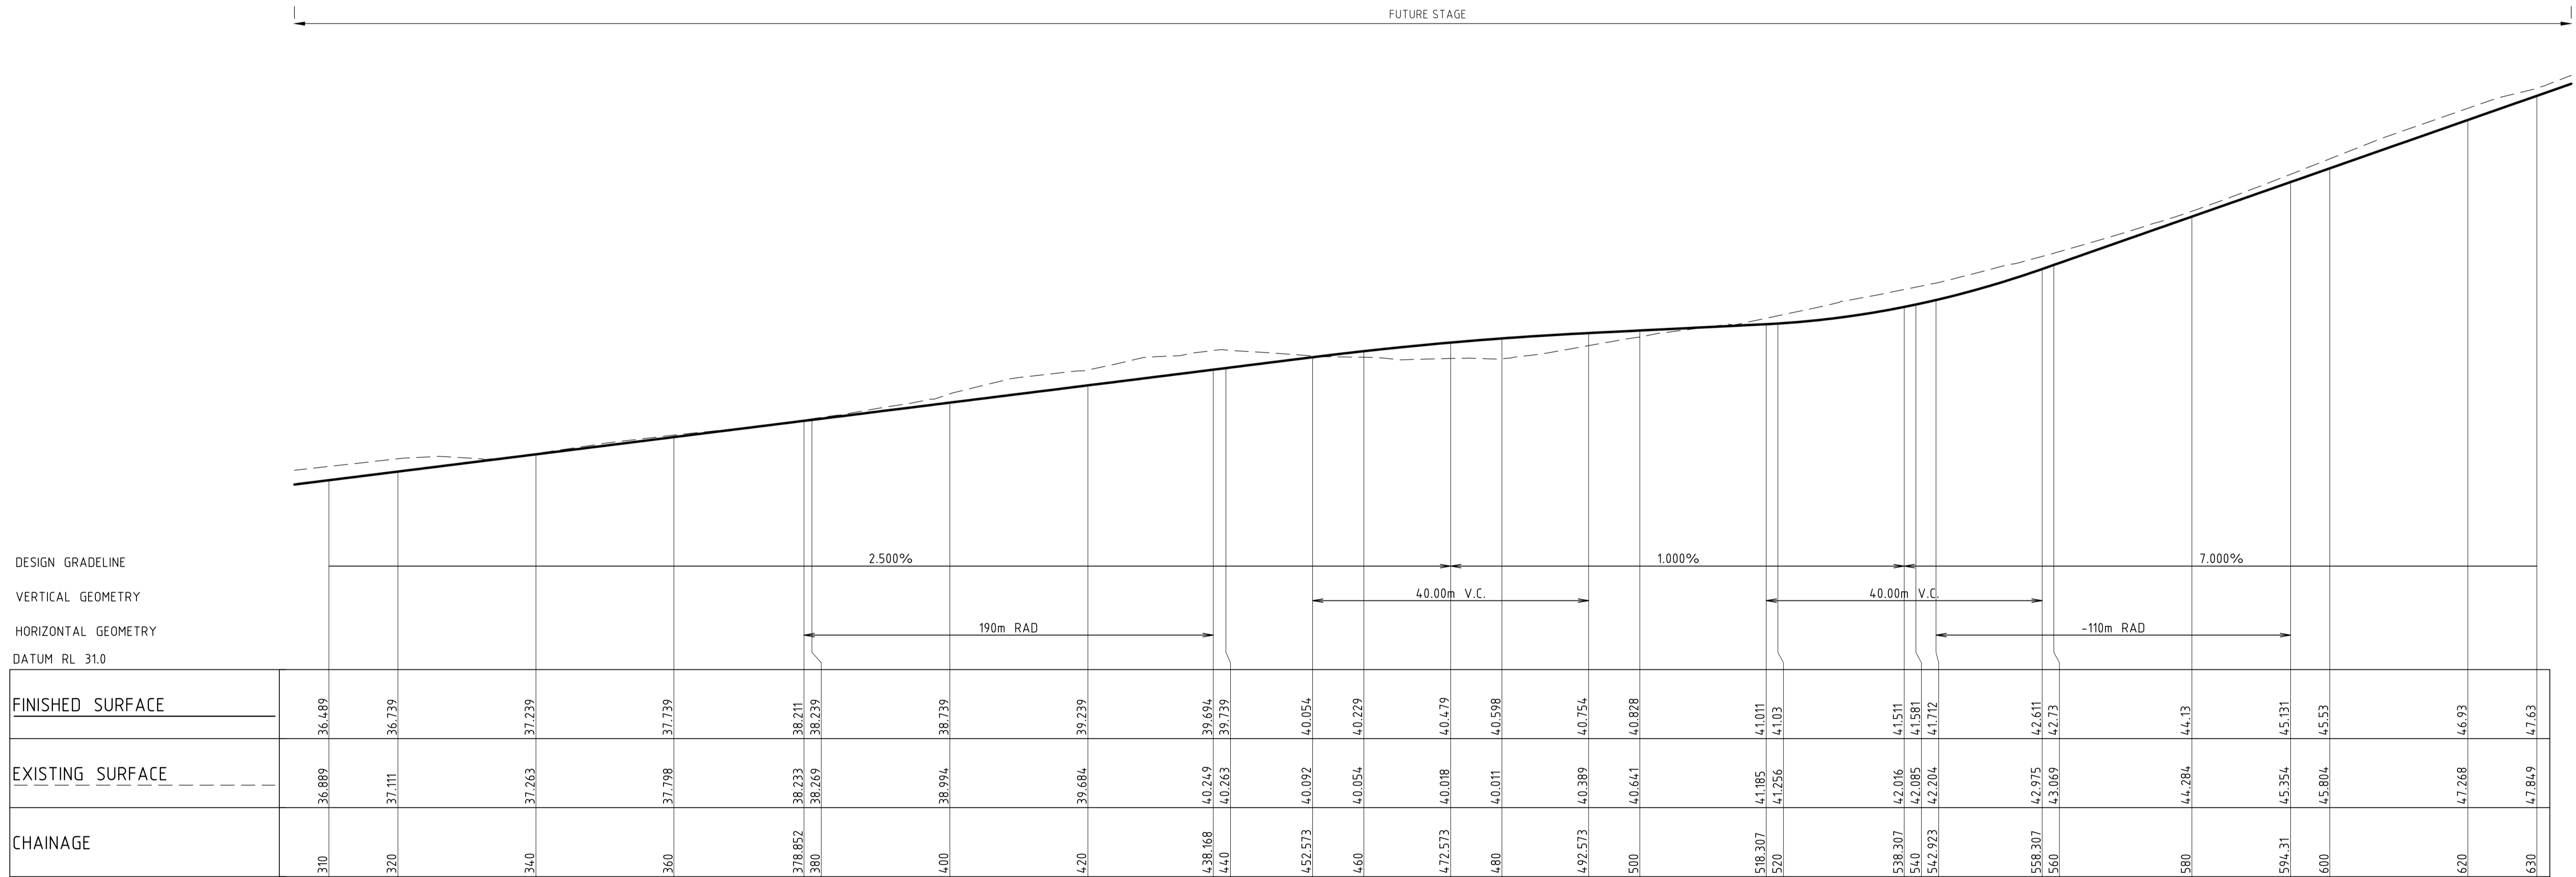 FUTURE STAGE
DESIGN GRADELINE 2.500% 1.000% 7.000%
VERTICAL GEOMETRY 40.00m V.C. 40.00m V.C.
HORIZONTAL GEOMETRY 190m RAD -110m RAD
DATUM RL 31.0
FINISHED SURFACE 36.489 36.739 37.239 37.739 38.211 38.239 38.739 39.239 39.694 39.739 40.054 40.229 40.479 40.598 40.754 40.828 41.011 41.03 41.511 41.581 41.712 42.611 42.73 44.13 45.131 45.53 46.93 47.63
EXISTING SURFACE 36.889 37.111 37.263 37.798 38.233 38.269 38.994 39.684 40.249 40.263 40.092 40.054 40.018 40.011 40.389 40.641 41.185 41.256 42.016 42.085 42.204 42.975 43.069 44.284 45.354 45.804 47.268 47.849
CHAINAGE 310 320 340 360 378.852 380 400 420 438.168 440 452.573 460 472.573 480 492.573 500 518.307 520 538.307 540 542.923 558.307 560 580 594.31 600 620 630